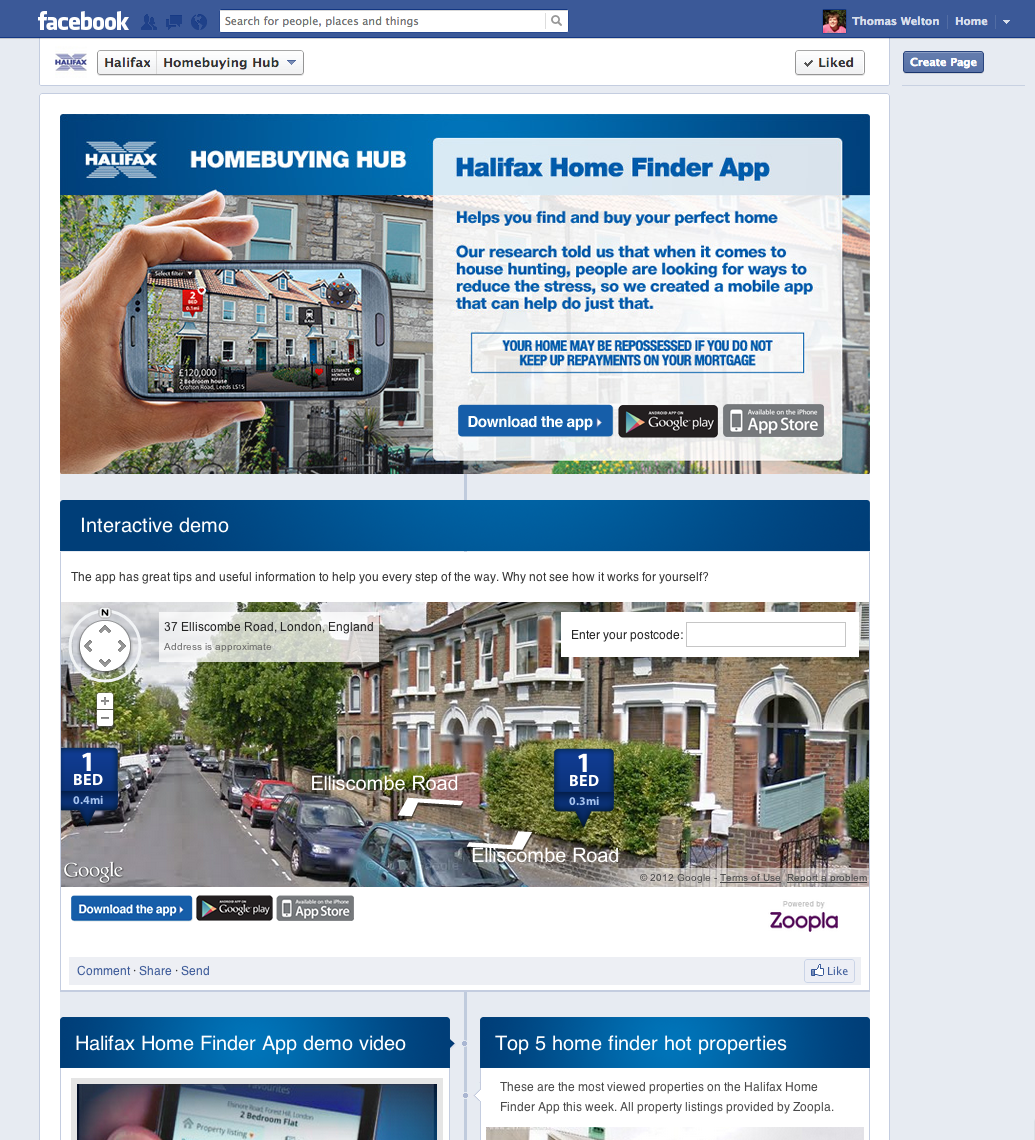 facebook
Search for people, places and things
Thomas Welton
Home
HALIFAX
Halifax
Homebuying Hub
Liked
Create Page
HALIFAX
HOMEBUYING HUB
Halifax Home Finder App
Helps you find and buy your perfect home
Our research told us that when it comes to
house hunting, people are looking for ways to
reduce the stress, so we created a mobile app
that can help do just that.
YOUR HOME MAY BE REPOSSESSED IF YOU DO NOT
KEEP UP REPAYMENTS ON YOUR MORTGAGE
Select filter
2
BED
0.1mi
£120,000
2 Bedroom house
Crofton Road, Leeds LS15
ESTIMATE
MONTHLY
REPAYMENT
Download the app
ANDROID APP ON
Google play
Available on the iPhone
App Store
Interactive demo
The app has great tips and useful information to help you every step of the way. Why not see how it works for yourself?
N
37 Elliscombe Road, London, England
Address is approximate
Enter your postcode:
+
−
1
BED
0.4mi
1
BED
0.3mi
Elliscombe Road
Elliscombe Road
Google
© 2012 Google - Terms of Use Report a problem
Download the app
ANDROID APP ON
Google play
Available on the iPhone
App Store
Powered by
Zoopla
Comment · Share · Send
Like
Halifax Home Finder App demo video
Top 5 home finder hot properties
Favourites
Elsinore Road, Forest Hill, London
2 Bedroom Flat
Property listing
These are the most viewed properties on the Halifax Home
Finder App this week. All property listings provided by Zoopla.